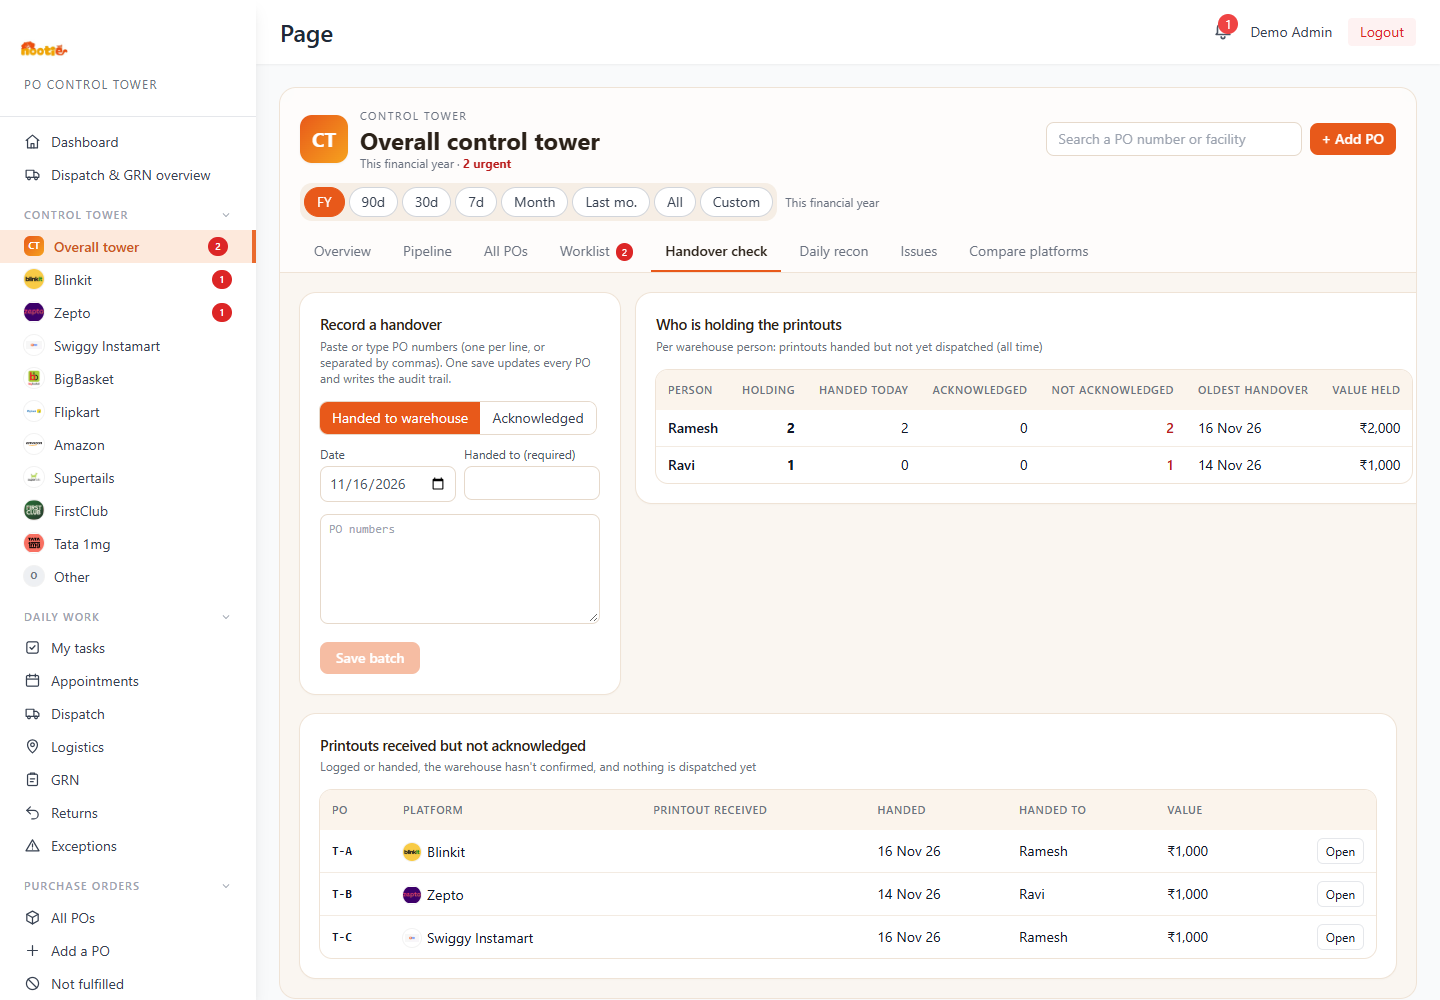 nootie
PO CONTROL TOWER
Dashboard
Dispatch & GRN overview
CONTROL TOWER
CT Overall tower 2
blinkit Blinkit 1
zepto Zepto 1
Swiggy Instamart
bb BigBasket
Flipkart
Amazon
Supertails
FIRST CLUB FirstClub
TATA 1mg Tata 1mg
O Other
DAILY WORK
My tasks
Appointments
Dispatch
Logistics
GRN
Returns
Exceptions
PURCHASE ORDERS
All POs
Add a PO
Not fulfilled
Page
1 Demo Admin Logout
CT
CONTROL TOWER
Overall control tower
This financial year · 2 urgent
Search a PO number or facility
+ Add PO
FY 90d 30d 7d Month Last mo. All Custom This financial year
Overview Pipeline All POs Worklist 2 Handover check Daily recon Issues Compare platforms
Record a handover
Paste or type PO numbers (one per line, or
separated by commas). One save updates every PO
and writes the audit trail.
Handed to warehouse Acknowledged
Date Handed to (required)
11/16/2026
PO numbers
Save batch
Who is holding the printouts
Per warehouse person: printouts handed but not yet dispatched (all time)
PERSON HOLDING HANDED TODAY ACKNOWLEDGED NOT ACKNOWLEDGED OLDEST HANDOVER VALUE HELD
Ramesh 2 2 0 2 16 Nov 26 ₹2,000
Ravi 1 0 0 1 14 Nov 26 ₹1,000
Printouts received but not acknowledged
Logged or handed, the warehouse hasn't confirmed, and nothing is dispatched yet
PO PLATFORM PRINTOUT RECEIVED HANDED HANDED TO VALUE
T-A blinkit Blinkit 16 Nov 26 Ramesh ₹1,000 Open
T-B zepto Zepto 14 Nov 26 Ravi ₹1,000 Open
T-C Swiggy Instamart 16 Nov 26 Ramesh ₹1,000 Open